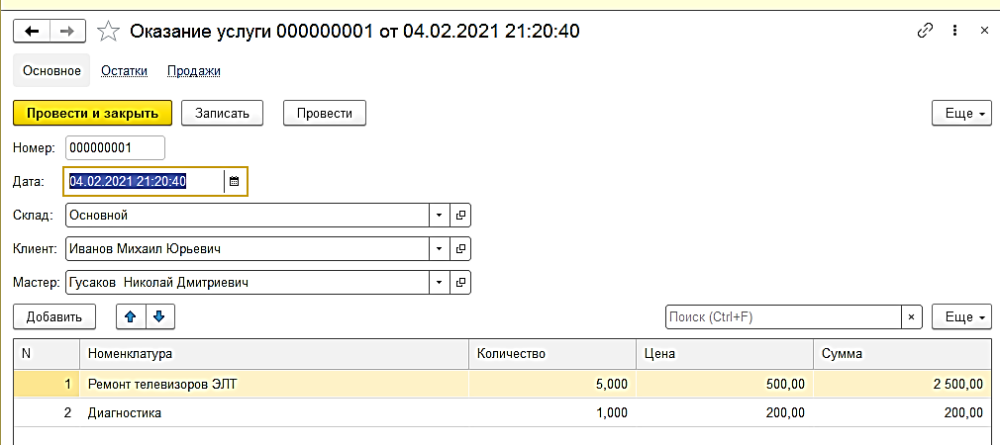 Оказание услуги 000000001 от 04.02.2021 21:20:40
Основное Остатки Продажи
Провести и закрыть Записать Провести Еще
Номер: 000000001
Дата: 04.02.2021 21:20:40
Склад: Основной
Клиент: Иванов Михаил Юрьевич
Мастер: Гусаков Николай Дмитриевич
Добавить Поиск (Ctrl+F) × Еще
N Номенклатура Количество Цена Сумма
1 Ремонт телевизоров ЭЛТ 5,000 500,00 2 500,00
2 Диагностика 1,000 200,00 200,00